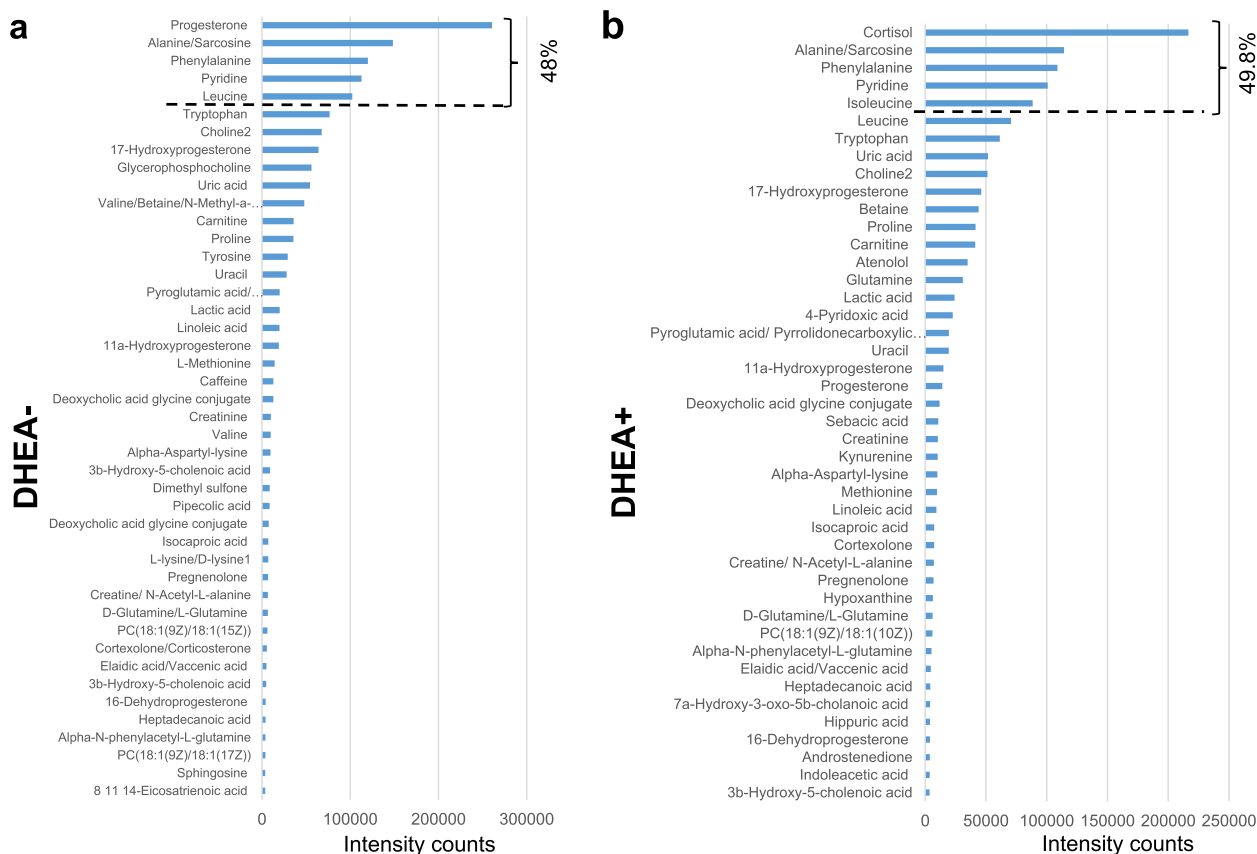 a
DHEA-
Progesterone
Alanine/Sarcosine
Phenylalanine
Pyridine
Leucine
Tryptophan
Choline2
17-Hydroxyprogesterone
Glycerophosphocholine
Uric acid
Valine/Betaine/N-Methyl-a-…
Carnitine
Proline
Tyrosine
Uracil
Pyroglutamic acid/…
Lactic acid
Linoleic acid
11a-Hydroxyprogesterone
L-Methionine
Caffeine
Deoxycholic acid glycine conjugate
Creatinine
Valine
Alpha-Aspartyl-lysine
3b-Hydroxy-5-cholenoic acid
Dimethyl sulfone
Pipecolic acid
Deoxycholic acid glycine conjugate
Isocaproic acid
L-lysine/D-lysine1
Pregnenolone
Creatine/ N-Acetyl-L-alanine
D-Glutamine/L-Glutamine
PC(18:1(9Z)/18:1(15Z))
Cortexolone/Corticosterone
Elaidic acid/Vaccenic acid
3b-Hydroxy-5-cholenoic acid
16-Dehydroprogesterone
Heptadecanoic acid
Alpha-N-phenylacetyl-L-glutamine
PC(18:1(9Z)/18:1(17Z))
Sphingosine
8 11 14-Eicosatrienoic acid
48%
0 100000 200000 300000
Intensity counts
b
DHEA+
Cortisol
Alanine/Sarcosine
Phenylalanine
Pyridine
Isoleucine
Leucine
Tryptophan
Uric acid
Choline2
17-Hydroxyprogesterone
Betaine
Proline
Carnitine
Atenolol
Glutamine
Lactic acid
4-Pyridoxic acid
Pyroglutamic acid/ Pyrrolidonecarboxylic…
Uracil
11a-Hydroxyprogesterone
Progesterone
Deoxycholic acid glycine conjugate
Sebacic acid
Creatinine
Kynurenine
Alpha-Aspartyl-lysine
Methionine
Linoleic acid
Isocaproic acid
Cortexolone
Creatine/ N-Acetyl-L-alanine
Pregnenolone
Hypoxanthine
D-Glutamine/L-Glutamine
PC(18:1(9Z)/18:1(10Z))
Alpha-N-phenylacetyl-L-glutamine
Elaidic acid/Vaccenic acid
Heptadecanoic acid
7a-Hydroxy-3-oxo-5b-cholanoic acid
Hippuric acid
16-Dehydroprogesterone
Androstenedione
Indoleacetic acid
3b-Hydroxy-5-cholenoic acid
49.8%
0 50000 100000 150000 200000 250000
Intensity counts